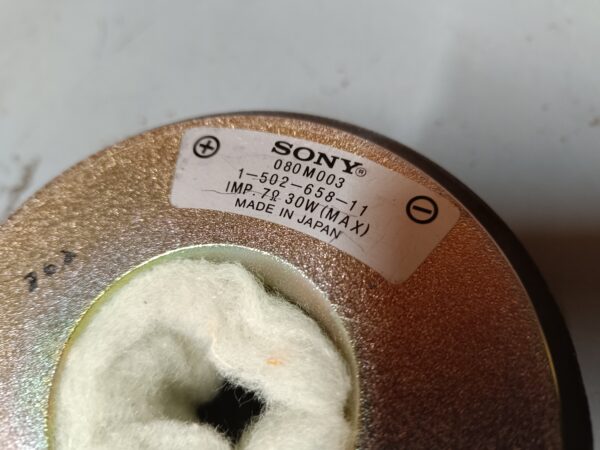 SONY®
080M003
1-502-658-11
IMP. 7Ω 30W(MAX)
MADE IN JAPAN